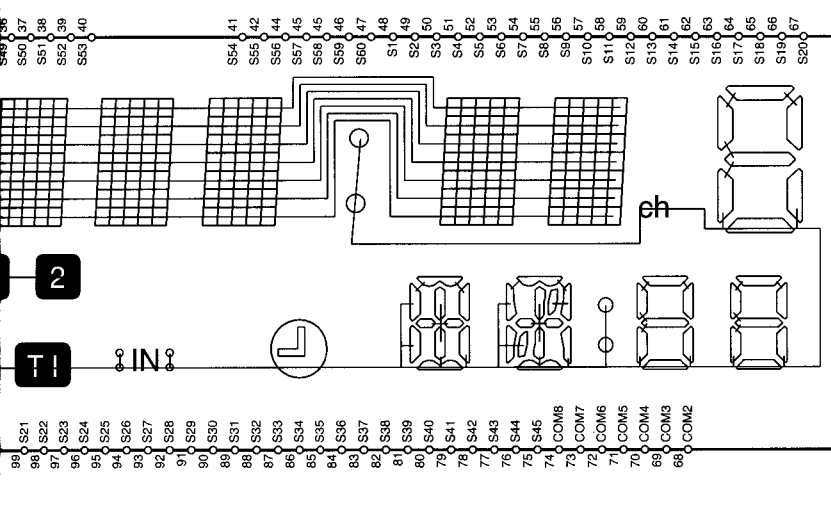 36 37 38 39 40 41 42 44 44 45 46 47 48 49 50 51 52 53 54 55 56 57 58 59 60 61 62 63 64 65 66 67
S49 S50 S51 S52 S53 S54 S55 S56 S57 S58 S59 S60 S1 S2 S3 S4 S5 S6 S7 S8 S9 S10 S11 S12 S13 S14 S15 S16 S17 S18 S19 S20
ch
2
TI IN
S21 S22 S23 S24 S25 S26 S27 S28 S29 S30 S31 S32 S33 S34 S35 S36 S37 S38 S39 S40 S41 S42 S43 S44 S45 COM8 COM7 COM6 COM5 COM4 COM3 COM2
99 98 97 96 95 94 93 92 91 90 89 88 87 86 85 84 83 82 81 80 79 78 77 76 75 74 73 72 71 70 69 68